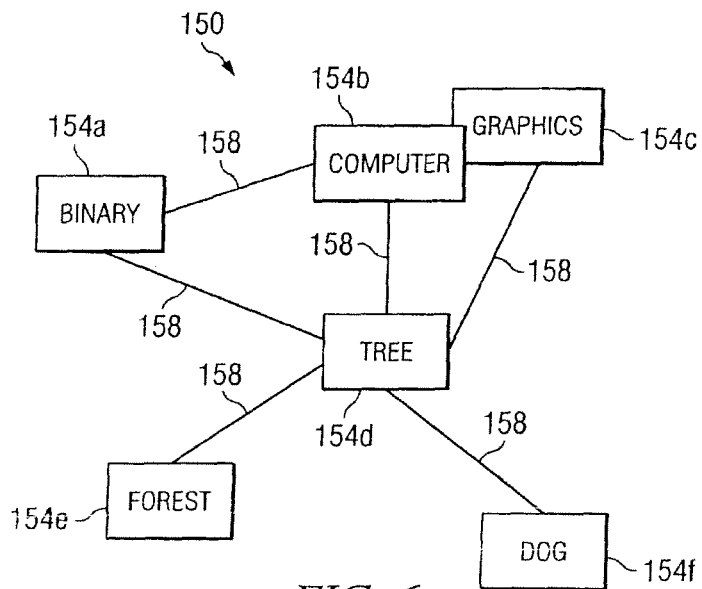 150
154b
GRAPHICS
154c
154a
158
COMPUTER
BINARY
158
158
158
TREE
158
154d
158
FOREST
154e
DOG
154f